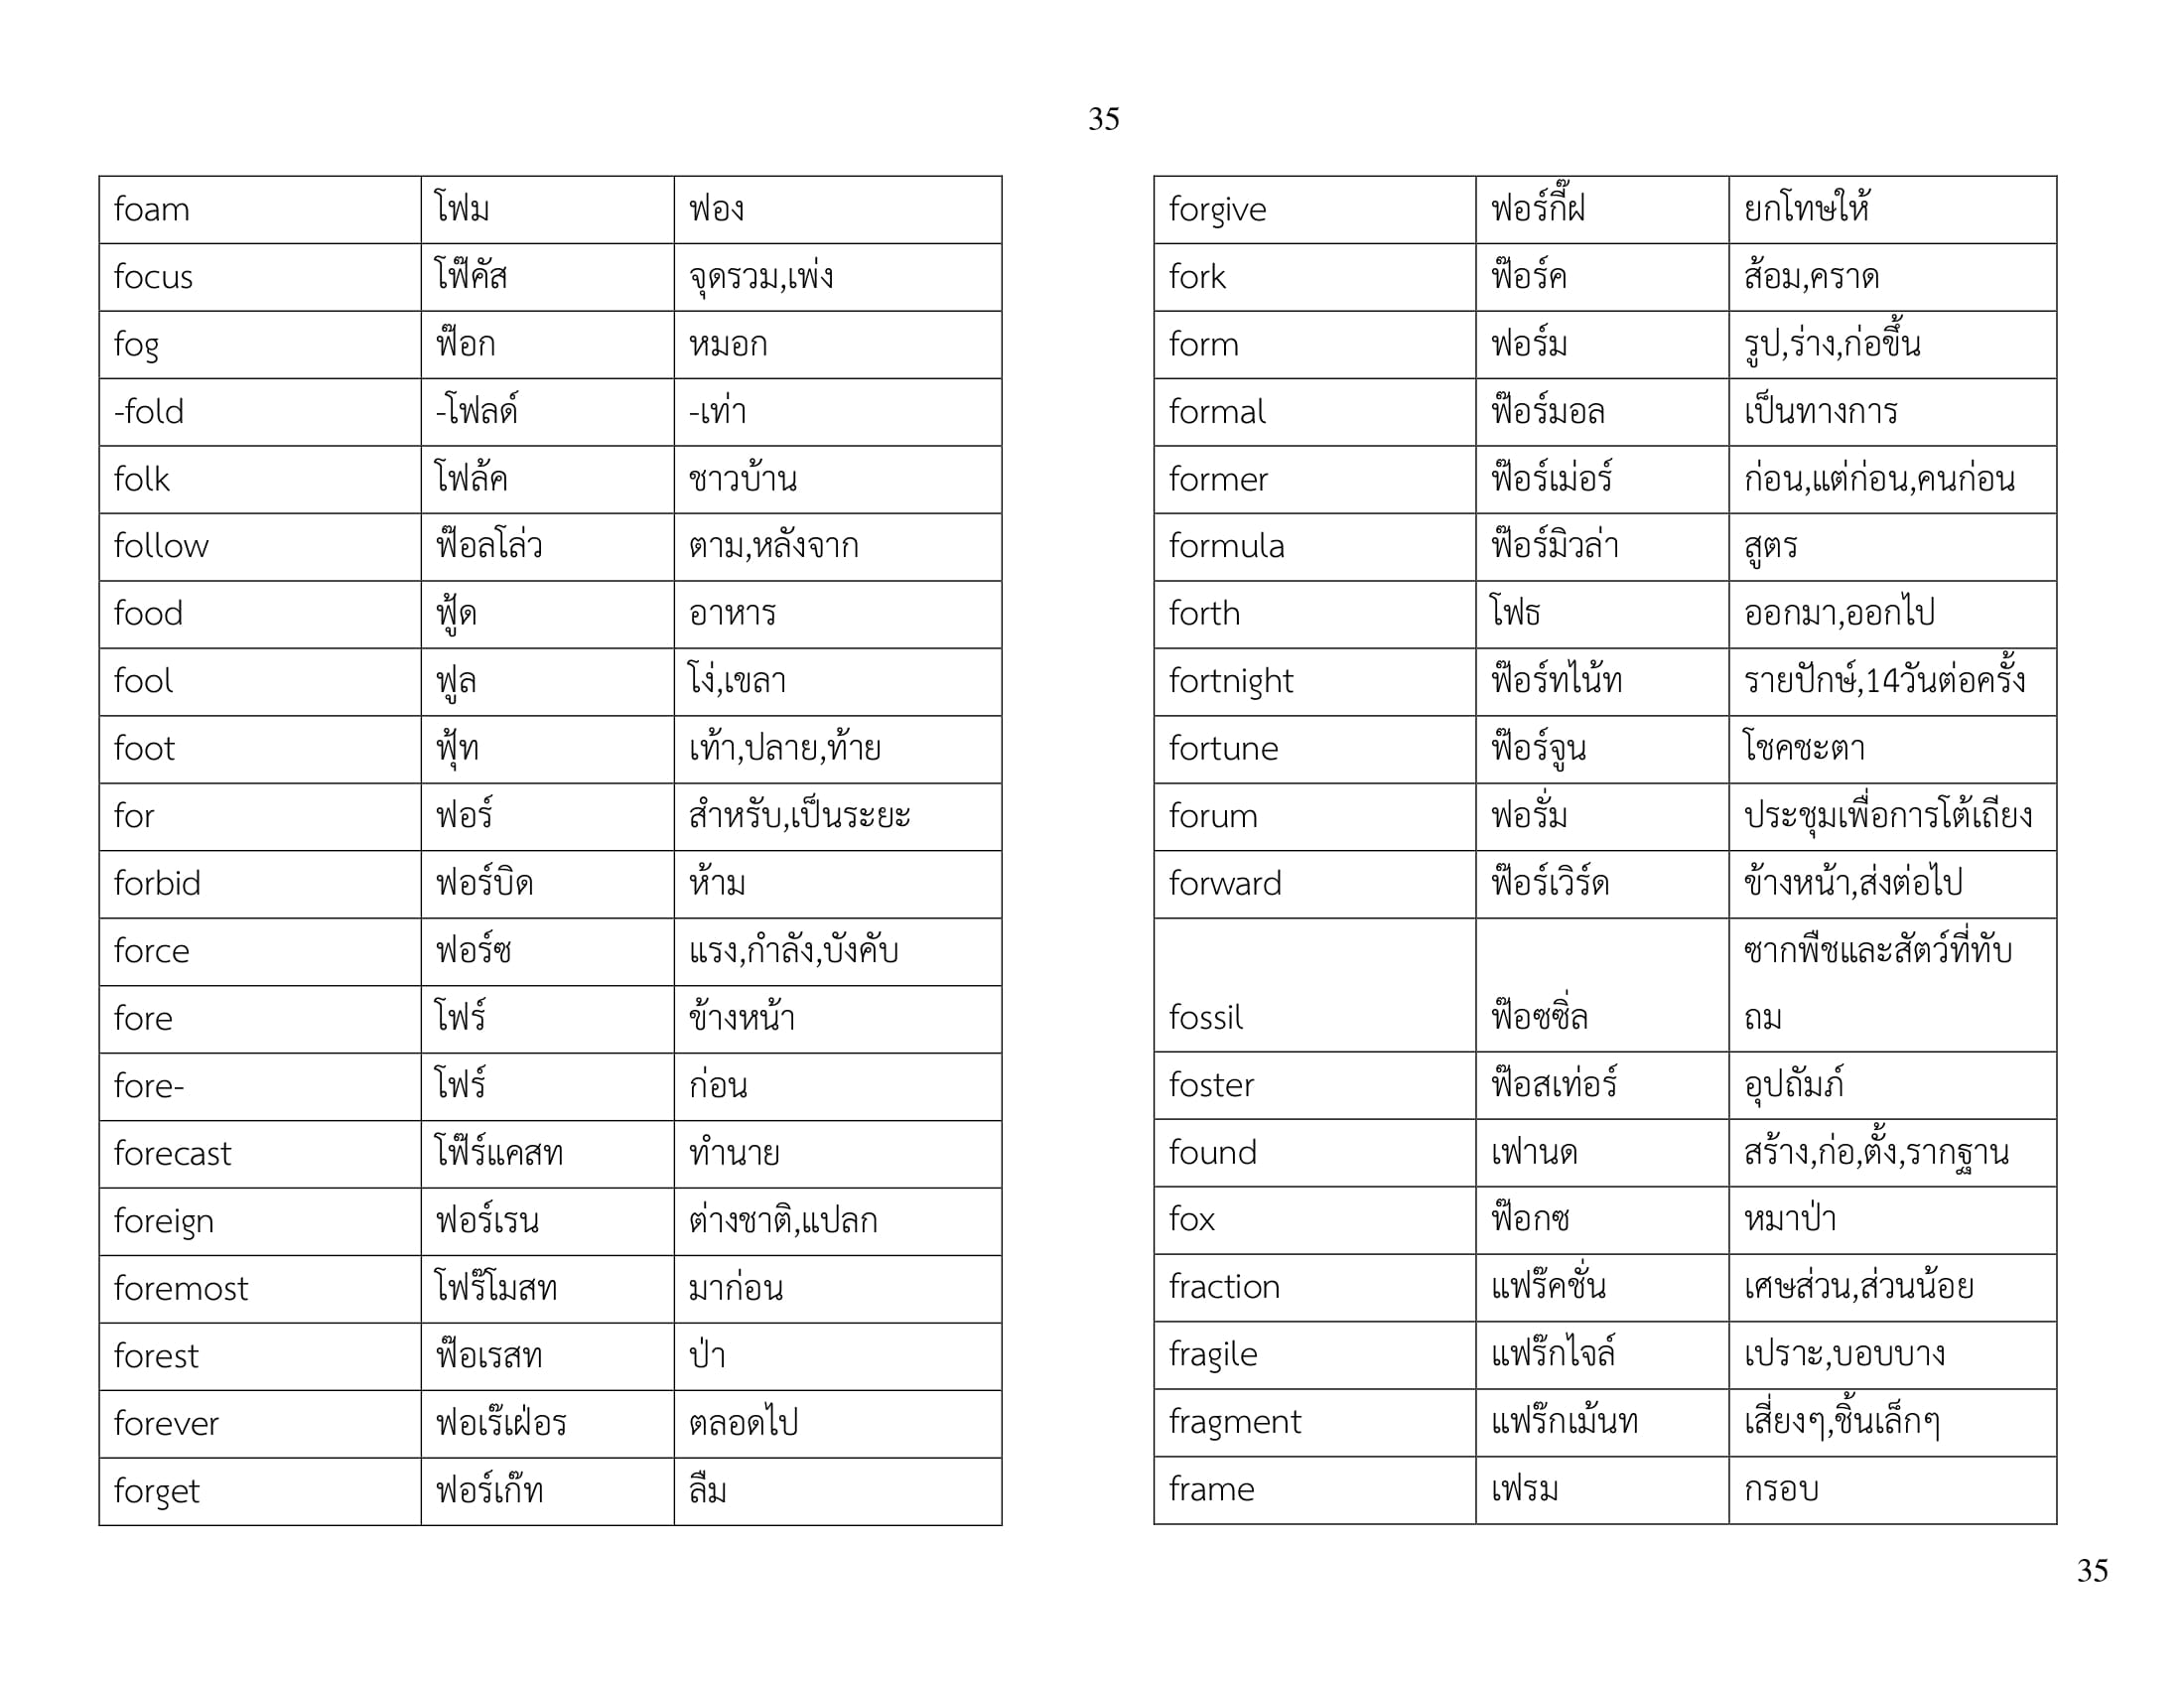 35
foam โฟม ฟอง
focus โฟ๊คัส จุดรวม,เพ่ง
fog ฟ๊อก หมอก
-fold -โฟลด์ -เท่า
folk โฟล้ค ชาวบ้าน
follow ฟ๊อลโล่ว ตาม,หลังจาก
food ฟู้ด อาหาร
fool ฟูล โง่,เขลา
foot ฟุ้ท เท้า,ปลาย,ท้าย
for ฟอร์ สำหรับ,เป็นระยะ
forbid ฟอร์บิด ห้าม
force ฟอร์ซ แรง,กำลัง,บังคับ
fore โฟร์ ข้างหน้า
fore- โฟร์ ก่อน
forecast โฟ๊ร์แคสท ทำนาย
foreign ฟอร์เรน ต่างชาติ,แปลก
foremost โฟร๊โมสท มาก่อน
forest ฟ๊อเรสท ป่า
forever ฟอเร๊เฝ่อร ตลอดไป
forget ฟอร์เก๊ท ลืม
forgive ฟอร์กี๊ฝ ยกโทษให้
fork ฟ๊อร์ค ส้อม,คราด
form ฟอร์ม รูป,ร่าง,ก่อขึ้น
formal ฟ๊อร์มอล เป็นทางการ
former ฟ๊อร์เม่อร์ ก่อน,แต่ก่อน,คนก่อน
formula ฟ๊อร์มิวล่า สูตร
forth โฟธ ออกมา,ออกไป
fortnight ฟ๊อร์ทไน้ท รายปักษ์,14วันต่อครั้ง
fortune ฟ๊อร์จูน โชคชะตา
forum ฟอรั่ม ประชุมเพื่อการโต้เถียง
forward ฟ๊อร์เวิร์ด ข้างหน้า,ส่งต่อไป
ซากพืชและสัตว์ที่ทับ
fossil ฟ๊อซซิ่ล ถม
foster ฟ๊อสเท่อร์ อุปถัมภ์
found เฟานด สร้าง,ก่อ,ตั้ง,รากฐาน
fox ฟ๊อกซ หมาป่า
fraction แฟร๊คชั่น เศษส่วน,ส่วนน้อย
fragile แฟร๊กไจล์ เปราะ,บอบบาง
fragment แฟร๊กเม้นท เสี่ยงๆ,ชิ้นเล็กๆ
frame เฟรม กรอบ
35